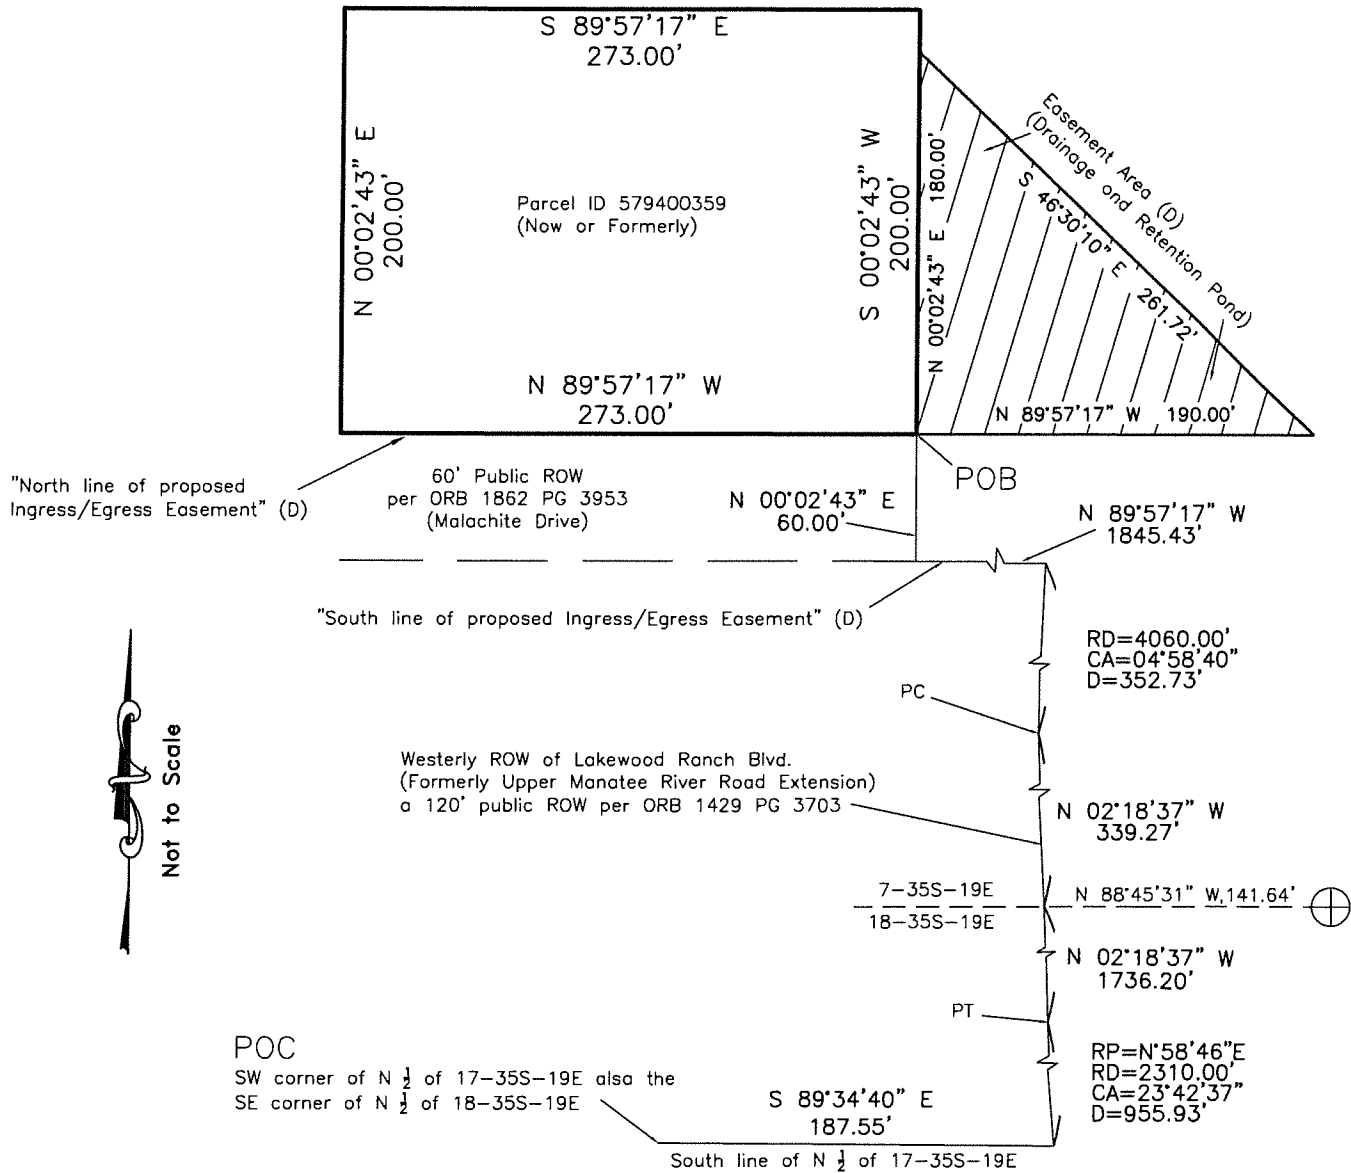 S 89°57'17" E
273.00'
N 00°02'43" E
200.00'
Parcel ID 579400359
(Now or Formerly)
S 00°02'43" W
200.00'
N 00°02'43" E 180.00'
Easement Area (D)
(Drainage and Retention Pond)
S 46°30'10" E 261.72'
N 89°57'17" W
273.00'
N 89°57'17" W 190.00'
POB
"North line of proposed
Ingress/Egress Easement" (D)
60' Public ROW
per ORB 1862 PG 3953
(Malachite Drive)
N 00°02'43" E
60.00'
N 89°57'17" W
1845.43'
"South line of proposed Ingress/Egress Easement" (D)
RD=4060.00'
CA=04°58'40"
D=352.73'
PC
Not to Scale
Westerly ROW of Lakewood Ranch Blvd.
(Formerly Upper Manatee River Road Extension)
a 120' public ROW per ORB 1429 PG 3703
N 02°18'37" W
339.27'
7-35S-19E
18-35S-19E
N 88°45'31" W,141.64'
N 02°18'37" W
1736.20'
PT
RP=N°58'46"E
RD=2310.00'
CA=23°42'37"
D=955.93'
POC
SW corner of N ½ of 17-35S-19E alsa the
SE corner of N ½ of 18-35S-19E
S 89°34'40" E
187.55'
South line of N ½ of 17-35S-19E